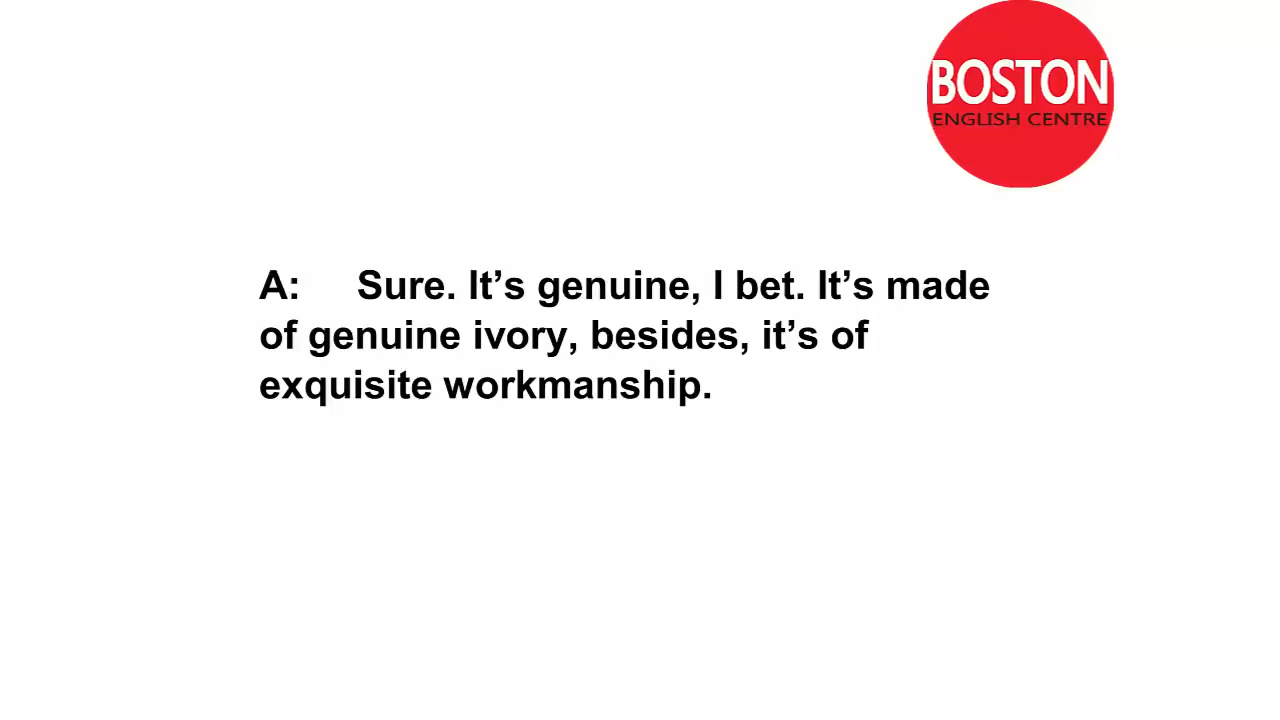 BOSTON
ENGLISH CENTRE
A: Sure. It’s genuine, I bet. It’s made
of genuine ivory, besides, it’s of
exquisite workmanship.